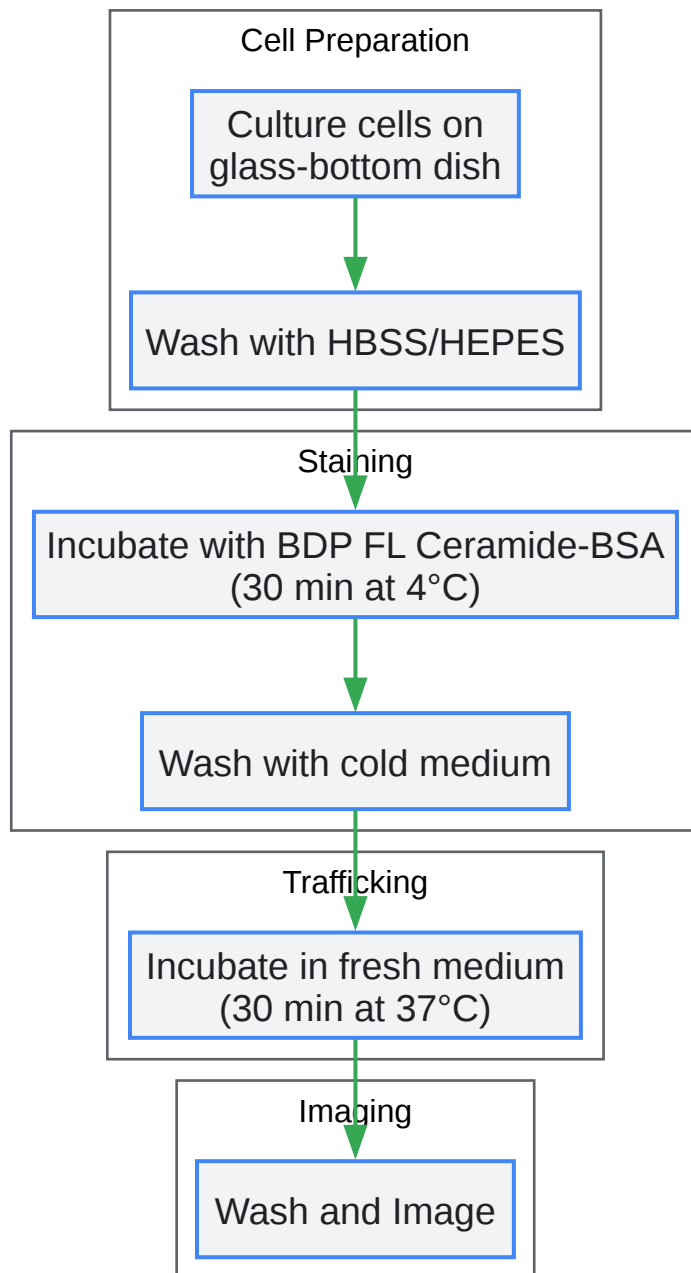 Cell Preparation
Culture cells on
glass-bottom dish
Wash with HBSS/HEPES
Staining
Incubate with BDP FL Ceramide-BSA
(30 min at 4°C)
Wash with cold medium
Trafficking
Incubate in fresh medium
(30 min at 37°C)
Imaging
Wash and Image